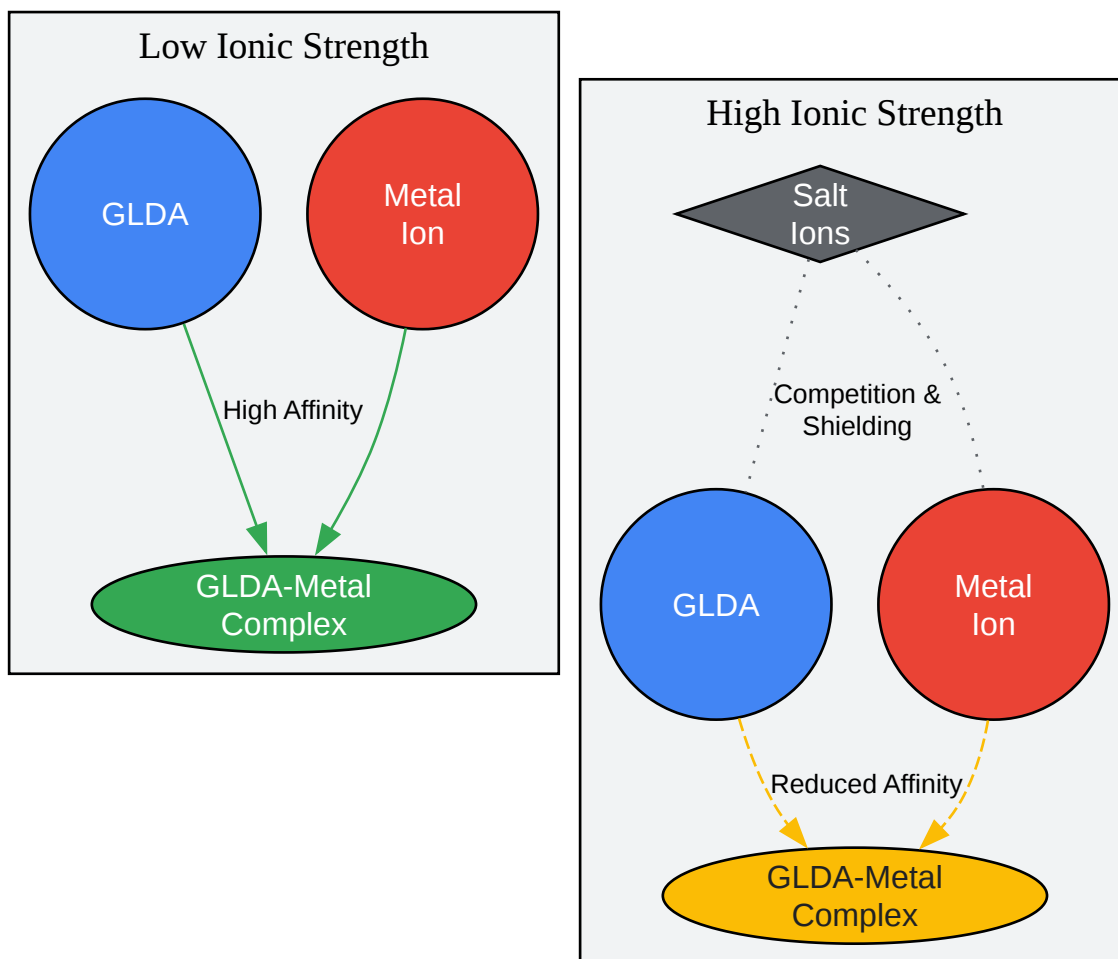 Low Ionic Strength
GLDA
Metal
Ion
High Affinity
GLDA-Metal
Complex
High Ionic Strength
Salt
Ions
Competition &
Shielding
GLDA
Metal
Ion
Reduced Affinity
GLDA-Metal
Complex